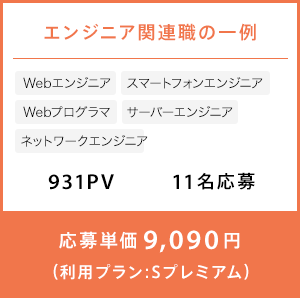 エンジニア関連職の一例
Webエンジニア スマートフォンエンジニア
Webプログラマ サーバーエンジニア
ネットワークエンジニア
931PV 11名応募
応募単価 9,090円
(利用プラン:Sプレミアム)